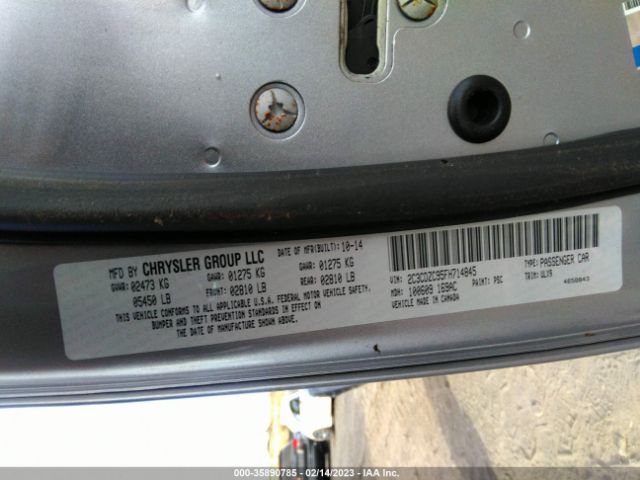 MFD BY CHRYSLER GROUP LLC
DATE OF MFR(BUILT): 10-14
GVWR: 02473 KG
05450 LB
GAWR: 01275 KG
FRONT: 02810 LB
GAWR: 01275 KG
REAR: 02810 LB
THIS VEHICLE CONFORMS TO ALL APPLICABLE U.S.A. FEDERAL MOTOR VEHICLE SAFETY,
BUMPER AND THEFT PREVENTION STANDARDS IN EFFECT ON
THE DATE OF MANUFACTURE SHOWN ABOVE.
VIN: 2C3CDZC95FH714845
TYPE: PASSENGER CAR
MDH: 100609 169AC
PAINT: PSC
TRIM: ULX9
VEHICLE MADE IN CANADA
4650843
000-35890785 - 02/14/2023 - IAA Inc.